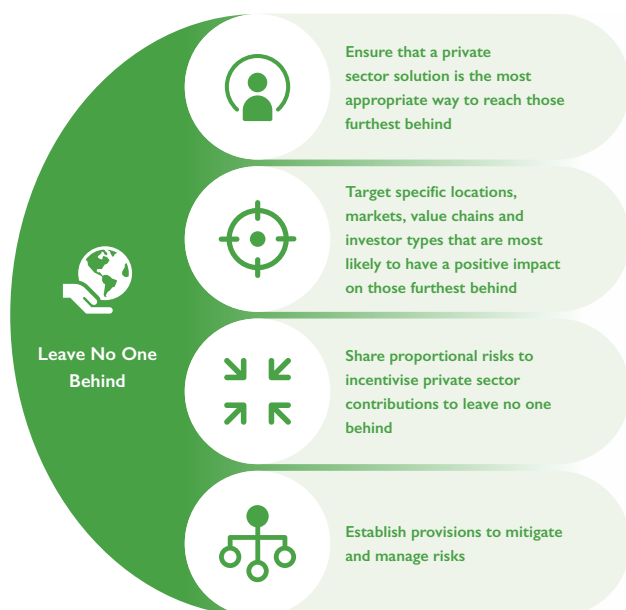 Leave No One
Behind
Ensure that a private
sector solution is the most
appropriate way to reach those
furthest behind
Target specific locations,
markets, value chains and
investor types that are most
likely to have a positive impact
on those furthest behind
Share proportional risks to
incentivise private sector
contributions to leave no one
behind
Establish provisions to mitigate
and manage risks